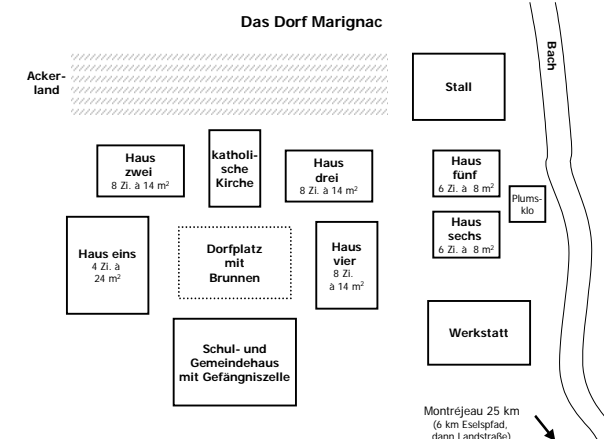 Das Dorf Marignac
Bach
Acker-
land
Stall
Haus
zwei
8 Zi. à 14 m²
katholi-
sche
Kirche
Haus
drei
8 Zi. à 14 m²
Haus
fünf
6 Zi. à 8 m²
Plums-
klo
Haus
sechs
6 Zi. à 8 m²
Haus eins
4 Zi. à
24 m²
Dorfplatz
mit
Brunnen
Haus
vier
8 Zi.
à 14 m²
Werkstatt
Schul- und
Gemeindehaus
mit Gefängniszelle
Montréjeau 25 km
(6 km Eselspfad,
dann Landstraße)